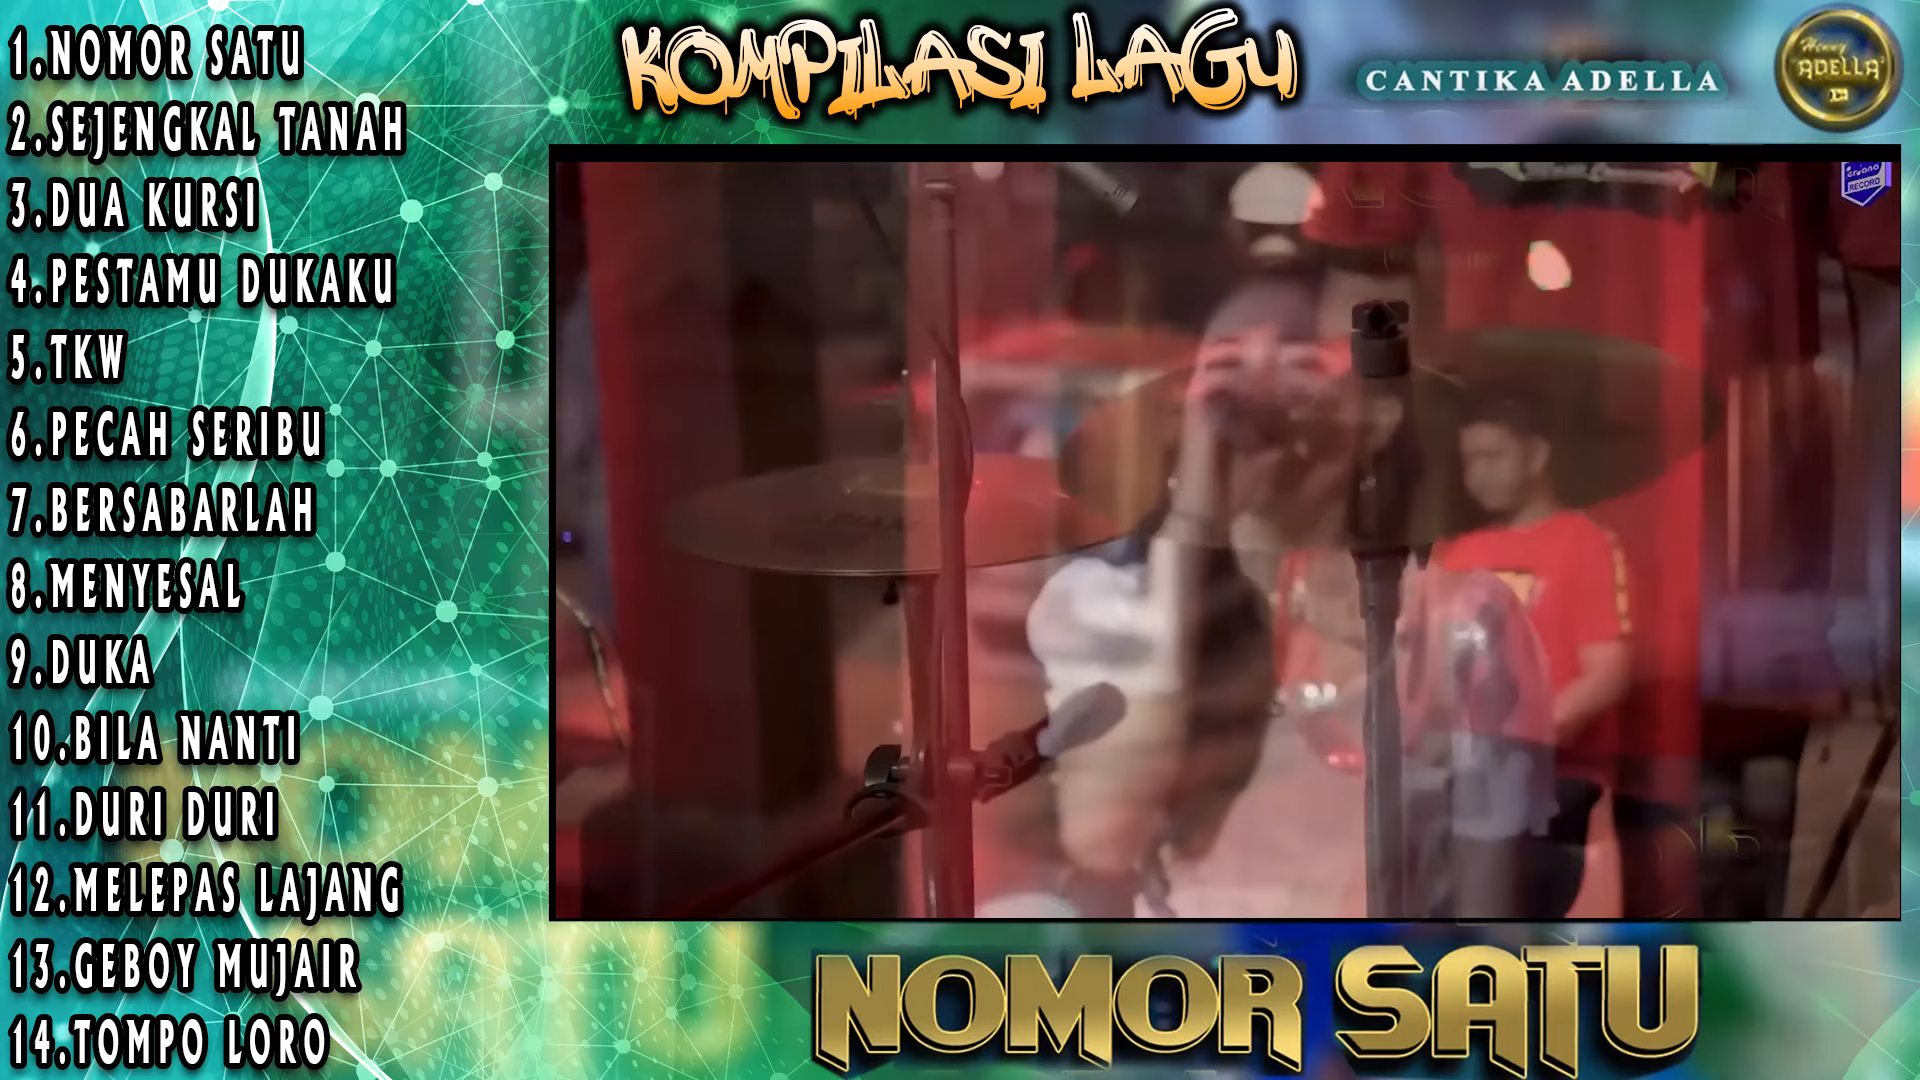 1.NOMOR SATU
2.SEJENGKAL TANAH
3.DUA KURSI
4.PESTAMU DUKAKU
5.TKW
6.PECAH SERIBU
7.BERSABARLAH
8.MENYESAL
9.DUKA
10.BILA NANTI
11.DURI DURI
12.MELEPAS LAJANG
13.GEBOY MUJAIR
14.TOMPO LORO
KOMPILASI LAGU
CANTIKA ADELLA
Henny
ADELLA
RECORD
NOMOR SATU